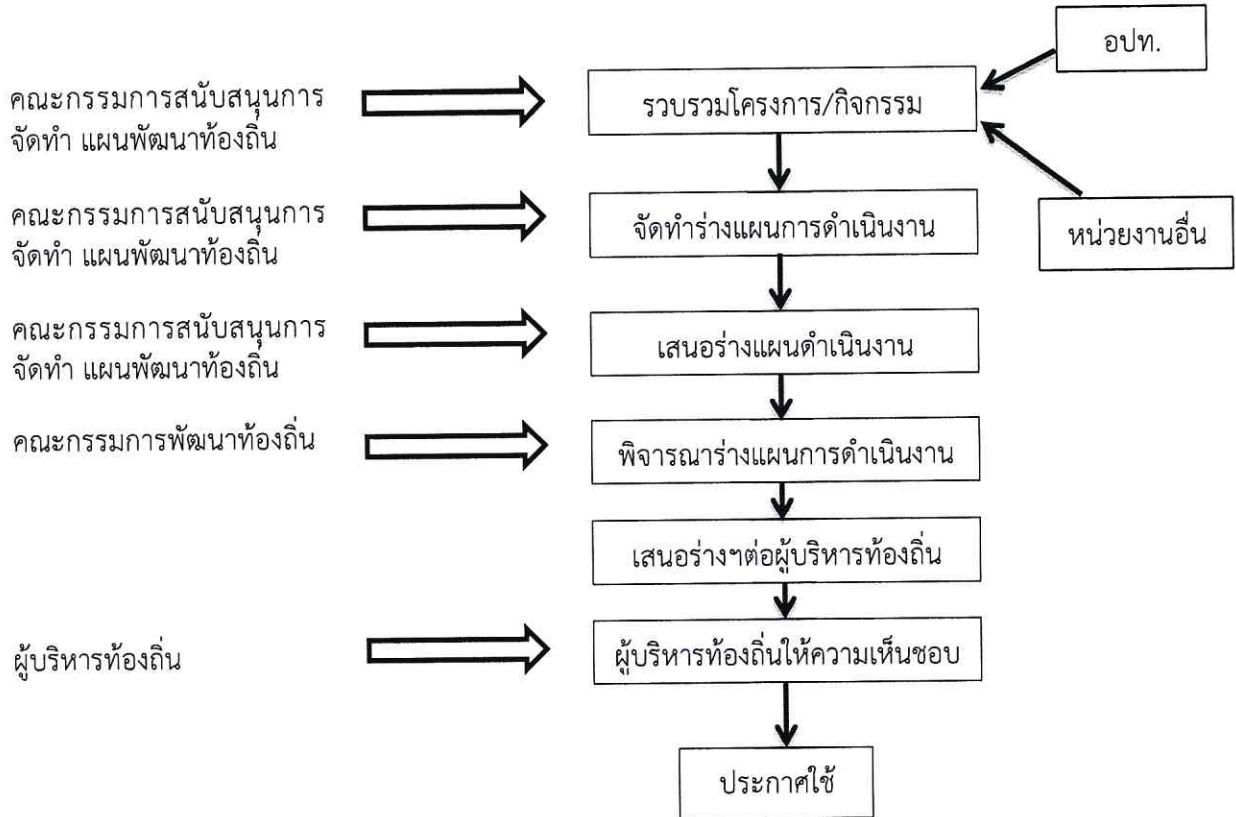 อปท.
คณะกรรมการสนับสนุนการ
จัดทำ แผนพัฒนาท้องถิ่น
รวบรวมโครงการ/กิจกรรม
คณะกรรมการสนับสนุนการ
จัดทำ แผนพัฒนาท้องถิ่น
จัดทำร่างแผนการดำเนินงาน
หน่วยงานอื่น
คณะกรรมการสนับสนุนการ
จัดทำ แผนพัฒนาท้องถิ่น
เสนอร่างแผนดำเนินงาน
คณะกรรมการพัฒนาท้องถิ่น
พิจารณาร่างแผนการดำเนินงาน
เสนอร่างฯต่อผู้บริหารท้องถิ่น
ผู้บริหารท้องถิ่น
ผู้บริหารท้องถิ่นให้ความเห็นชอบ
ประกาศใช้